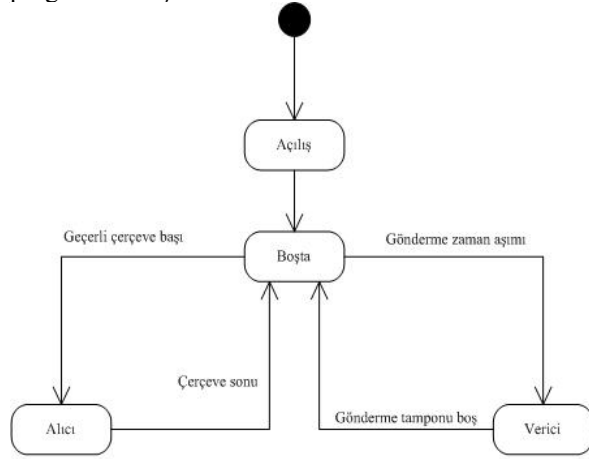 Açılış
Geçerli çerçeve başı
Boşta
Gönderme zaman aşımı
Çerçeve sonu
Gönderme tamponu boş
Alıcı
Verici